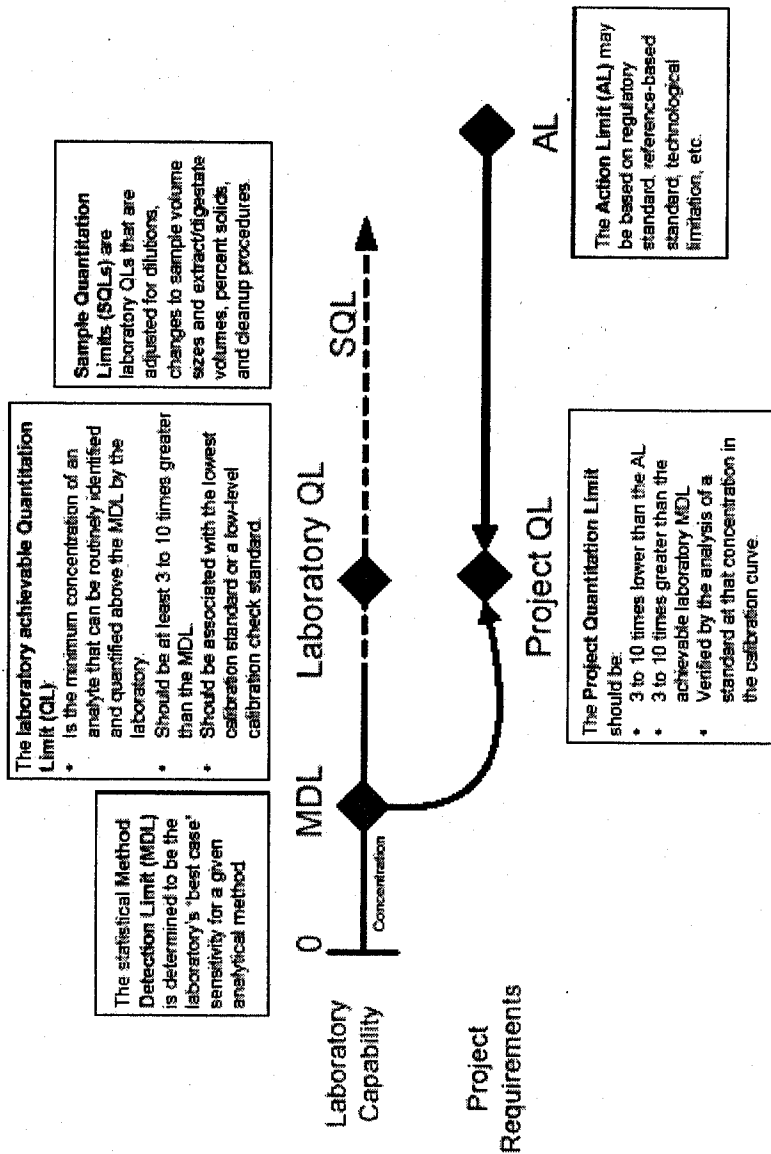 The statistical Method
Detection Limit (MDL)
is determined to be the
laboratory's "best case"
sensitivity for a given
analytical method
The laboratory achievable Quantitation
Limit (QL):
• Is the minimum concentration of an
analyte that can be routinely identified
and quantified above the MDL by the
laboratory.
• Should be at least 3 to 10 times greater
than the MDL.
• Should be associated with the lowest
calibration standard or a low-level
calibration check standard.
Sample Quantitation
Limits (SQLs) are
laboratory QLs that are
adjusted for dilutions,
changes to sample volume
sizes and extract/digestate
volumes, percent solids,
and cleanup procedures.
0
MDL
Laboratory QL
SQL
Laboratory
Capability
Concentration
Project
Requirements
Project QL
AL
The Project Quantitation Limit
should be:
• 3 to 10 times lower than the AL
• 3 to 10 times greater than the
achievable laboratory MDL
• Verified by the analysis of a
standard at that concentration in
the calibration curve.
The Action Limit (AL) may
be based on regulatory
standard, reference-based
standard, technological
limitation, etc.